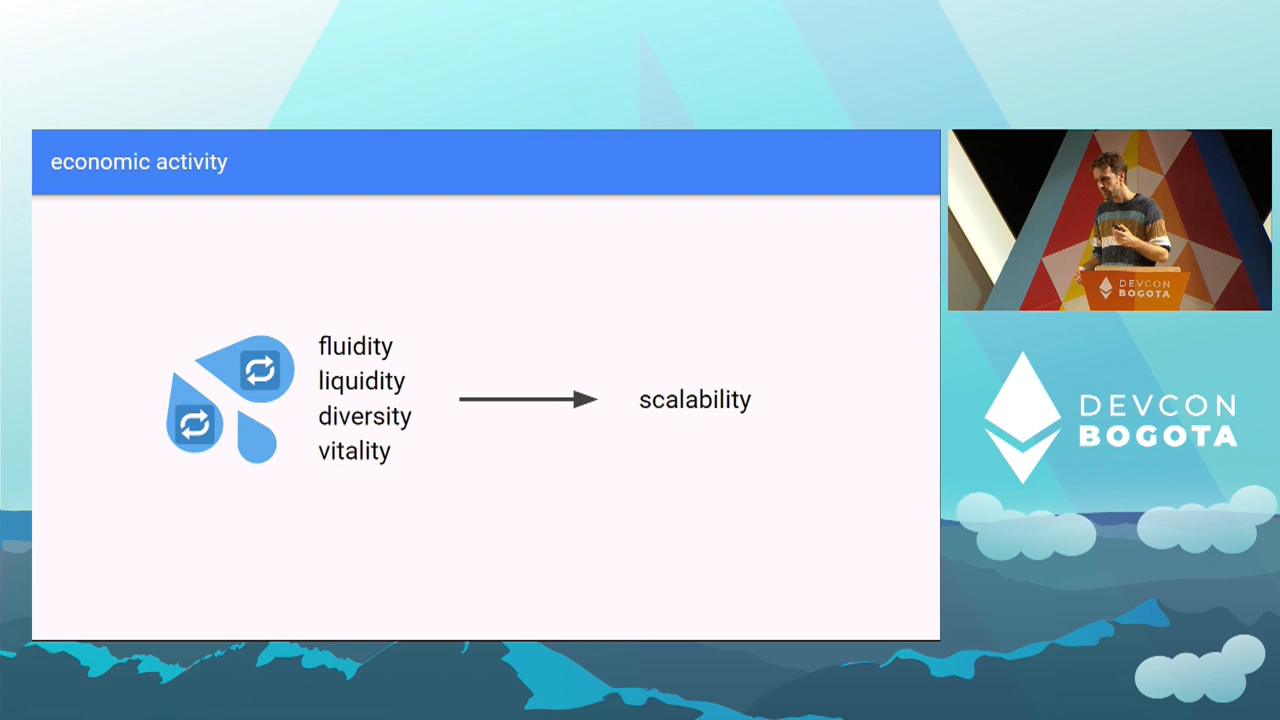 economic activity
fluidity
liquidity
diversity
vitality
scalability
DEVCON
BOGOTA
DEVCON
BOGOTA